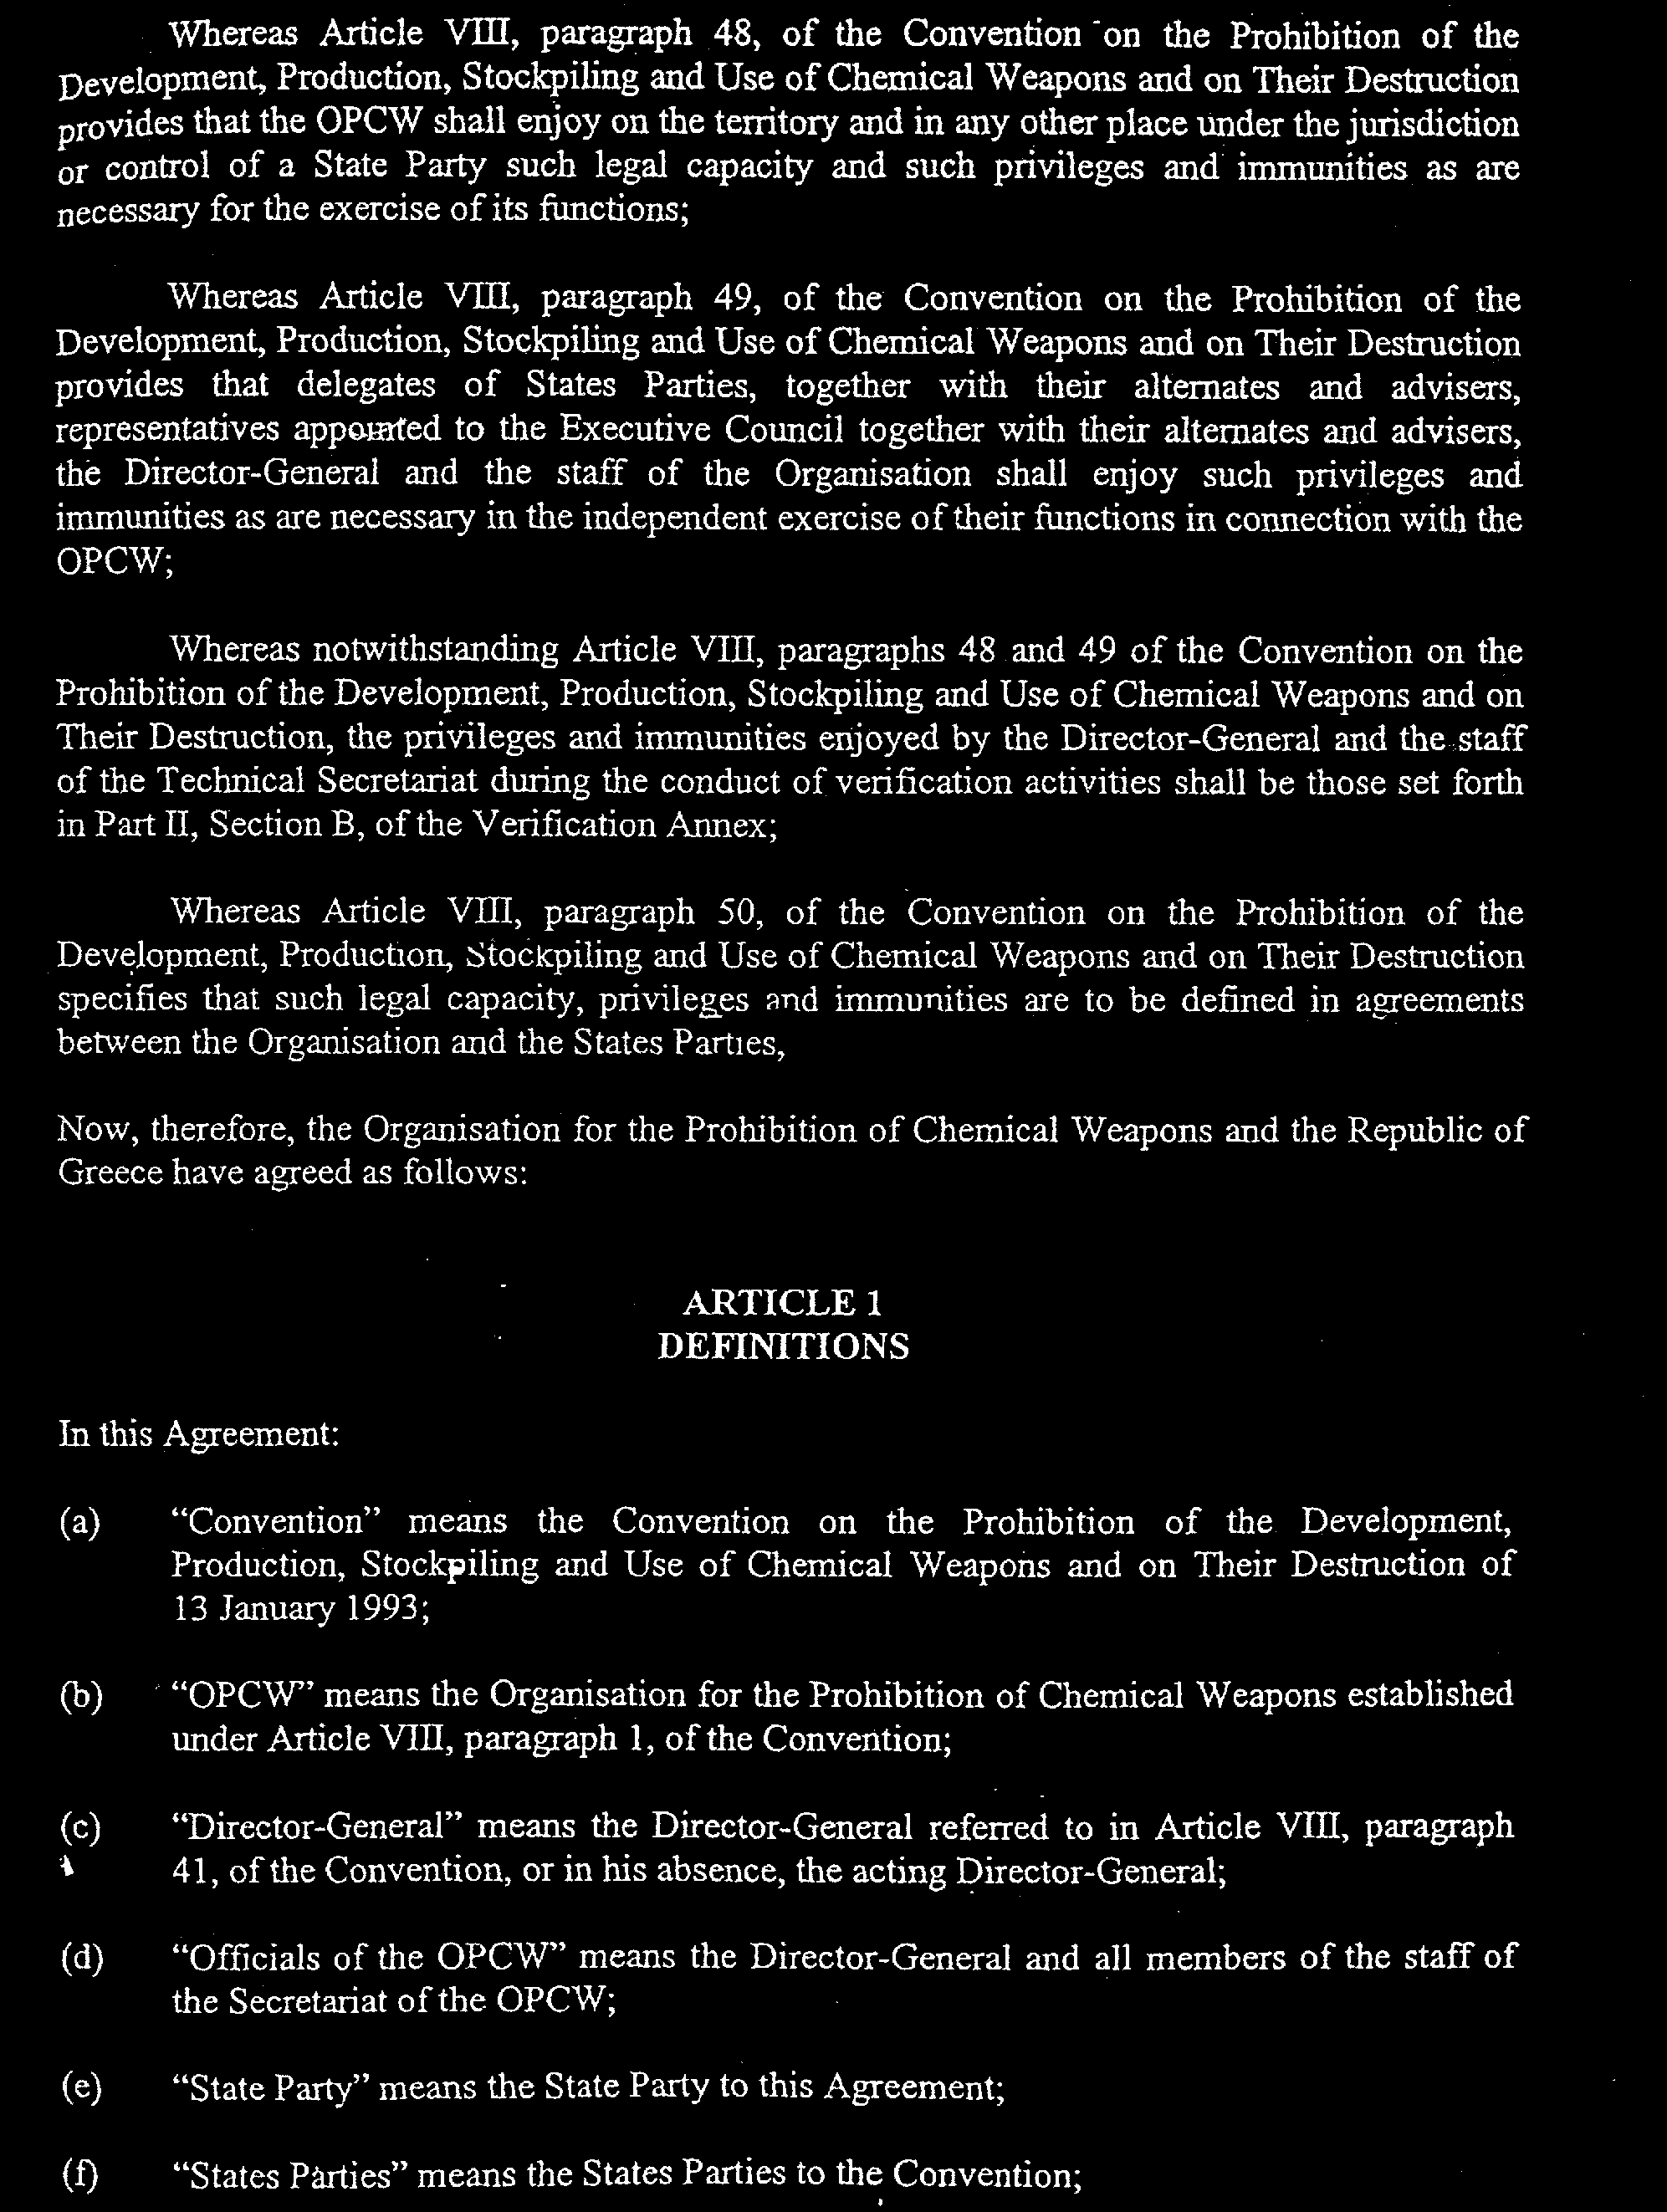 Whereas Article VIII, paragraph 48, of the Convention on the Prohibition of the
Development, Production, Stockpiling and Use of Chemical Weapons and on Their Destruction
provides that the OPCW shall enjoy on the territory and in any other place under the jurisdiction
or control of a State Party such legal capacity and such privileges and immunities as are
necessary for the exercise of its functions;
Whereas Article VIII, paragraph 49, of the Convention on the Prohibition of the
Development, Production, Stockpiling and Use of Chemical Weapons and on Their Destruction
provides that delegates of States Parties, together with their alternates and advisers,
representatives appointed to the Executive Council together with their alternates and advisers,
the Director-General and the staff of the Organisation shall enjoy such privileges and
immunities as are necessary in the independent exercise of their functions in connection with the
OPCW;
Whereas notwithstanding Article VIII, paragraphs 48 and 49 of the Convention on the
Prohibition of the Development, Production, Stockpiling and Use of Chemical Weapons and on
Their Destruction, the privileges and immunities enjoyed by the Director-General and the staff
of the Technical Secretariat during the conduct of verification activities shall be those set forth
in Part II, Section B, of the Verification Annex;
Whereas Article VIII, paragraph 50, of the Convention on the Prohibition of the
Development, Production, Stockpiling and Use of Chemical Weapons and on Their Destruction
specifies that such legal capacity, privileges and immunities are to be defined in agreements
between the Organisation and the States Parties,
Now, therefore, the Organisation for the Prohibition of Chemical Weapons and the Republic of
Greece have agreed as follows:
ARTICLE 1
DEFINITIONS
In this Agreement:
(a) “Convention” means the Convention on the Prohibition of the Development,
Production, Stockpiling and Use of Chemical Weapons and on Their Destruction of
13 January 1993;
(b) “OPCW” means the Organisation for the Prohibition of Chemical Weapons established
under Article VIII, paragraph 1, of the Convention;
(c) “Director-General” means the Director-General referred to in Article VIII, paragraph
41, of the Convention, or in his absence, the acting Director-General;
(d) “Officials of the OPCW” means the Director-General and all members of the staff of
the Secretariat of the OPCW;
(e) “State Party” means the State Party to this Agreement;
(f) “States Parties” means the States Parties to the Convention;